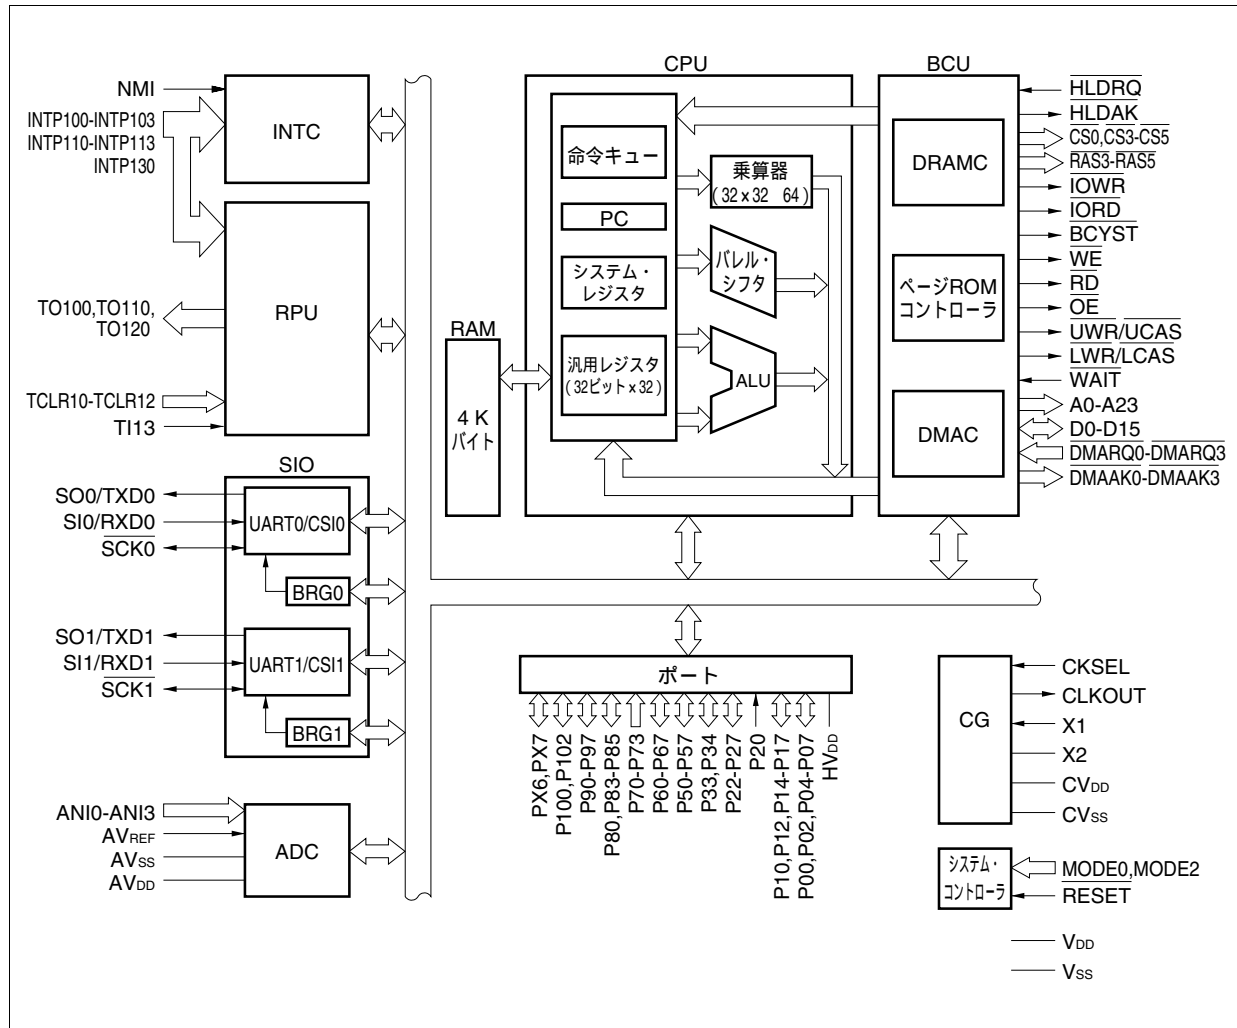 NMI
INTP100-INTP103
INTP110-INTP113
INTP130
INTC
TO100,TO110,
TO120
RPU
TCLR10-TCLR12
TI13
SIO
SO0/TXD0
SI0/RXD0
SCK0
UART0/CSI0
BRG0
SO1/TXD1
SI1/RXD1
SCK1
UART1/CSI1
BRG1
ANI0-ANI3
AVREF
AVSS
AVDD
ADC
RAM
4 K
バイト
CPU
命令キュー
PC
システム・
レジスタ
汎用レジスタ
(32ビットx32)
乗算器
(32x32 64)
バレル・
シフタ
ALU
BCU
DRAMC
ページROM
コントローラ
DMAC
HLDRQ
HLDAK
CS0,CS3-CS5
RAS3-RAS5
IOWR
IORD
BCYST
WE
RD
OE
UWR/UCAS
LWR/LCAS
WAIT
A0-A23
D0-D15
DMARQ0-DMARQ3
DMAAK0-DMAAK3
ポート
PX6,PX7
P100,P102
P90-P97
P80,P83-P85
P70-P73
P60-P67
P50-P57
P33,P34
P22-P27
P20
P10,P12,P14-P17
P00,P02,P04-P07
HVDD
CG
CKSEL
CLKOUT
X1
X2
CVDD
CVSS
システム・
コントローラ
MODE0,MODE2
RESET
VDD
VSS